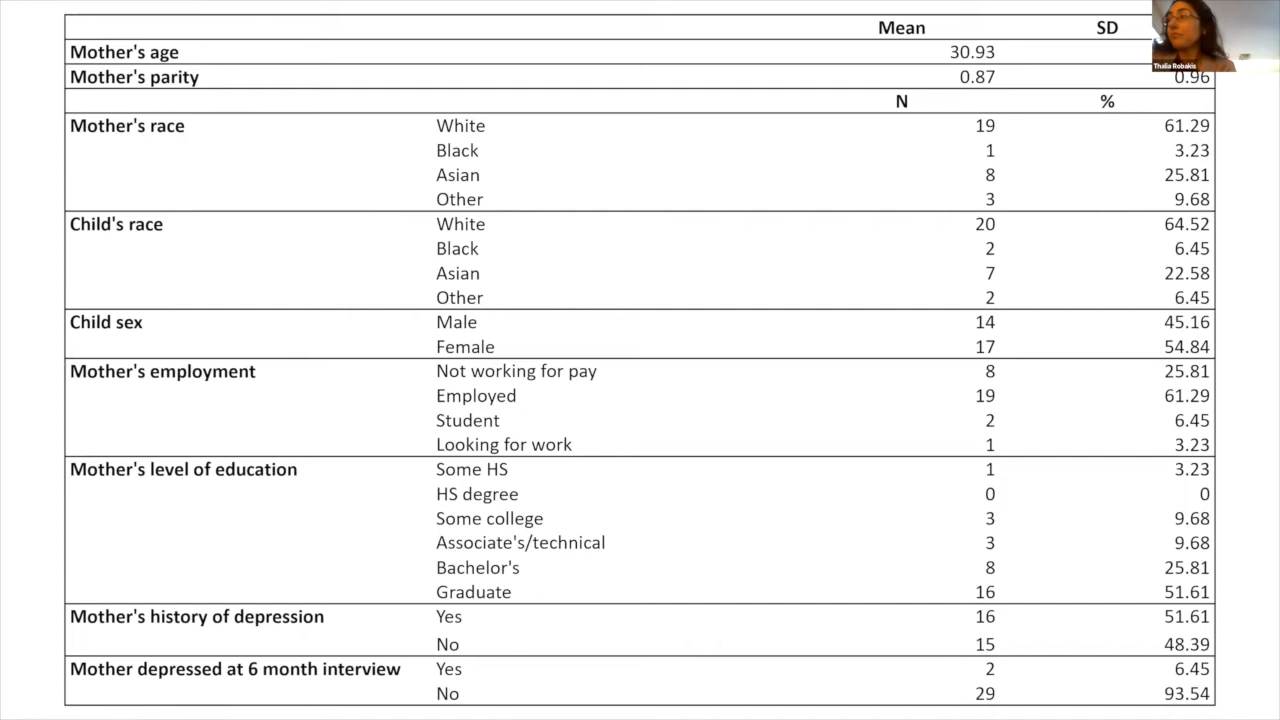 Mean SD
Mother's age 30.93
Mother's parity 0.87 0.96
N %
Mother's race White 19 61.29
Black 1 3.23
Asian 8 25.81
Other 3 9.68
Child's race White 20 64.52
Black 2 6.45
Asian 7 22.58
Other 2 6.45
Child sex Male 14 45.16
Female 17 54.84
Mother's employment Not working for pay 8 25.81
Employed 19 61.29
Student 2 6.45
Looking for work 1 3.23
Mother's level of education Some HS 1 3.23
HS degree 0 0
Some college 3 9.68
Associate's/technical 3 9.68
Bachelor's 8 25.81
Graduate 16 51.61
Mother's history of depression Yes 16 51.61
No 15 48.39
Mother depressed at 6 month interview Yes 2 6.45
No 29 93.54
Thalia Robakis